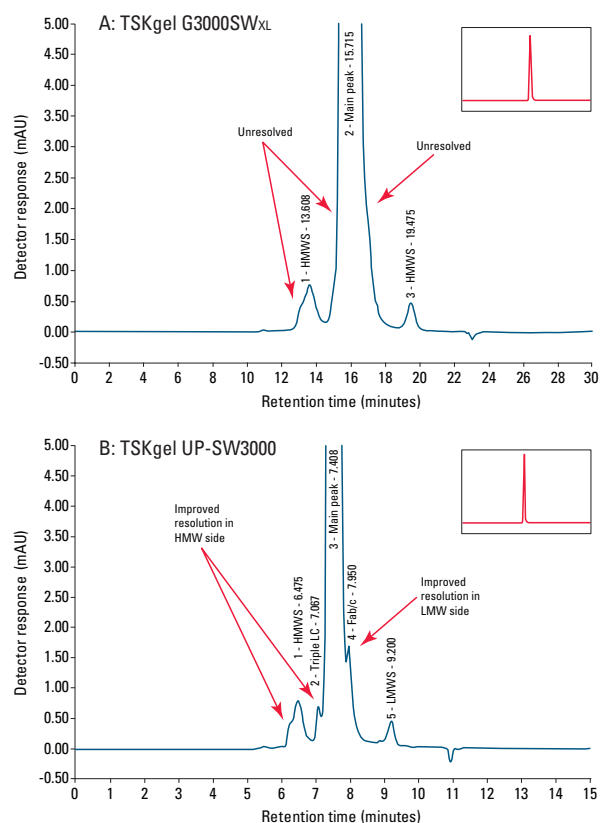 A: TSKgel G3000SWXL
Detector response (mAU)
5.00
4.50
4.00
3.50
3.00
2.50
2.00
1.50
1.00
0.50
0.00
-0.50
Unresolved
1 - HMWS - 13.608
2 - Main peak - 15.715
Unresolved
3 - HMWS - 19.475
0 2 4 6 8 10 12 14 16 18 20 22 24 26 28 30
Retention time (minutes)
B: TSKgel UP-SW3000
Detector response (mAU)
5.00
4.50
4.00
3.50
3.00
2.50
2.00
1.50
1.00
0.50
0.00
-0.50
Improved
resolution in
HMW side
1 - HMWS - 6.475
2 - Triple LC - 7.067
3 - Main peak - 7.408
4 - Fab/c - 7.950
Improved
resolution in
LMW side
5 - LMWS - 9.200
0 1 2 3 4 5 6 7 8 9 10 11 12 13 14 15
Retention time (minutes)